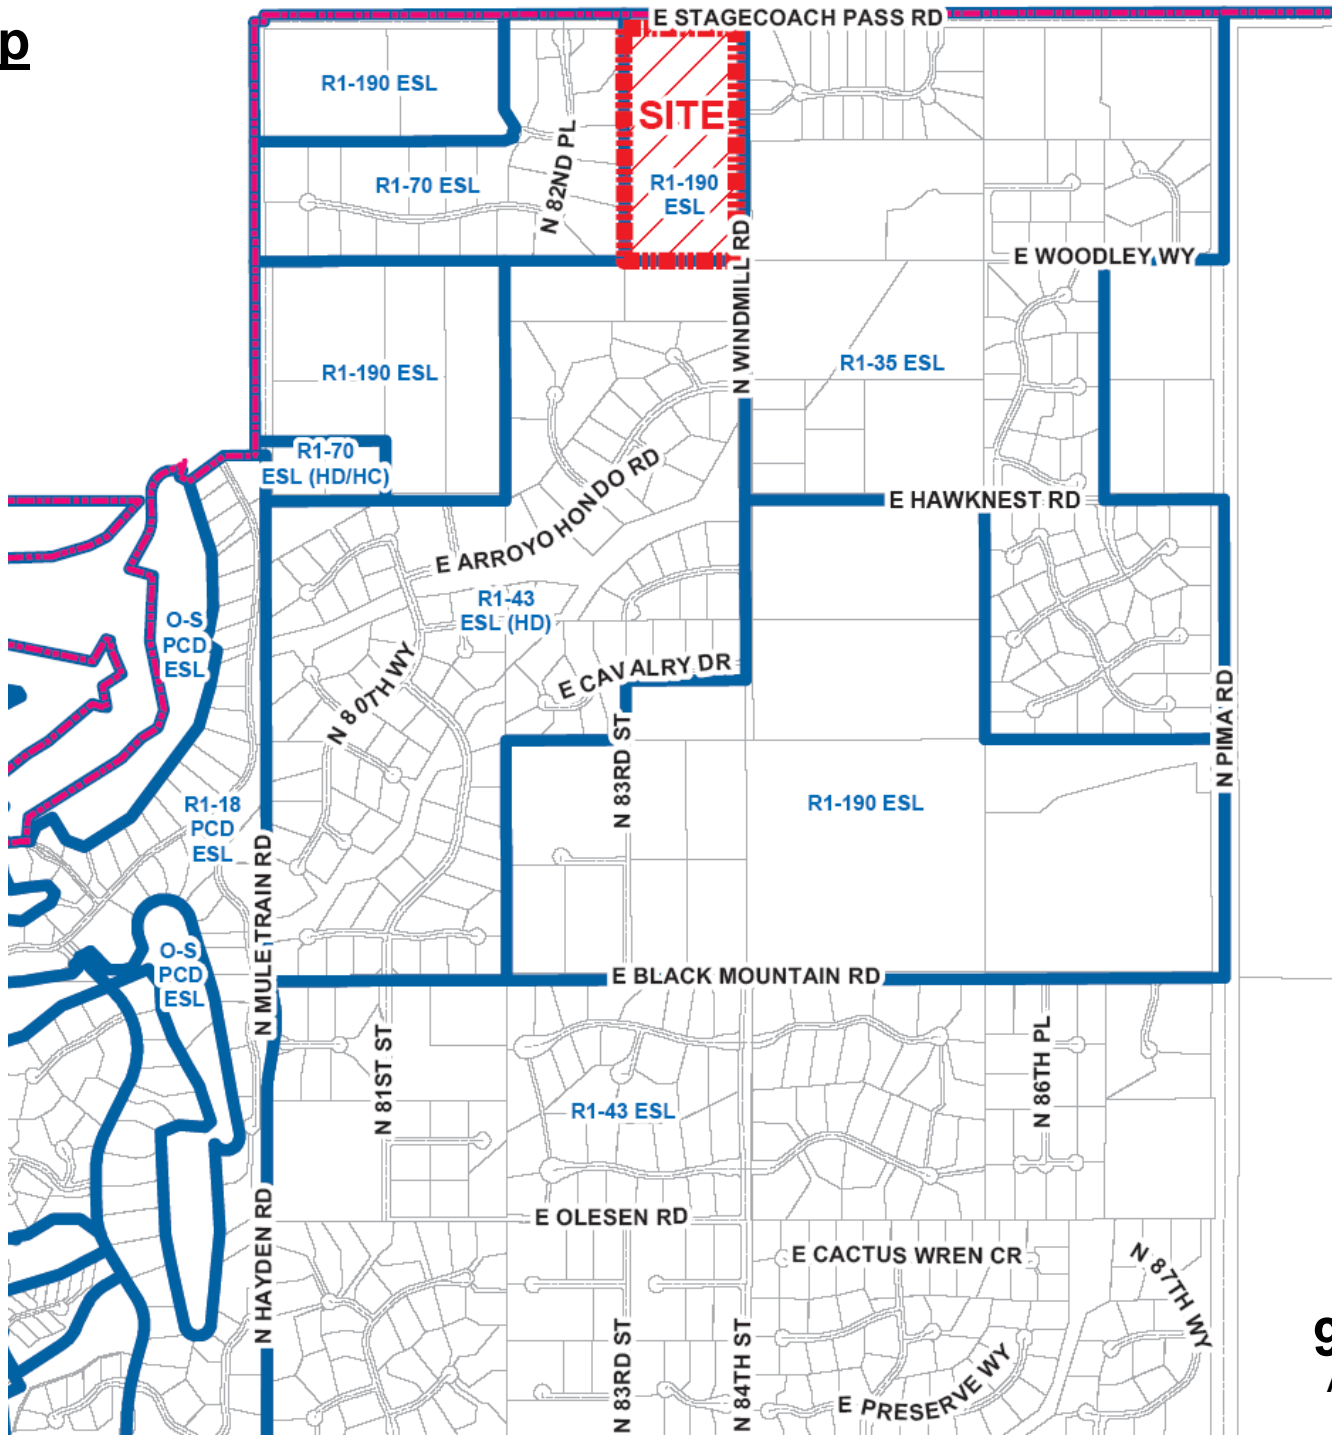 p
E STAGECOACH PASS RD
R1-190 ESL
SITE
N 82ND PL
R1-70 ESL
R1-190
ESL
N WINDMILL RD
E WOODLEY WY
R1-190 ESL
R1-35 ESL
R1-70
ESL (HD/HC)
E HAWKNEST RD
E ARROYO HONDO RD
R1-43
ESL (HD)
O-S
PCD
ESL
E CAVALRY DR
N 80TH WY
N 83RD ST
N PIMA RD
R1-190 ESL
R1-18
PCD
ESL
N MULE TRAIN RD
O-S
PCD
ESL
E BLACK MOUNTAIN RD
N 81ST ST
N 86TH PL
R1-43 ESL
E OLESEN RD
N HAYDEN RD
E CACTUS WREN CR
N 87TH WY
N 83RD ST
N 84TH ST
E PRESERVE WY